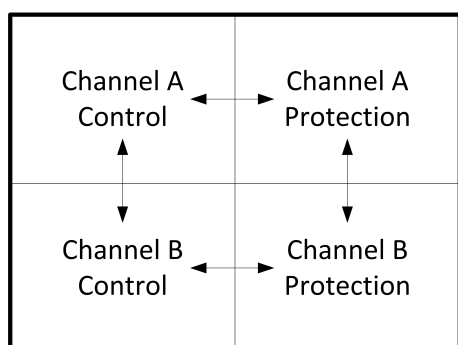 Channel A
Control
Channel A
Protection
Channel B
Control
Channel B
Protection